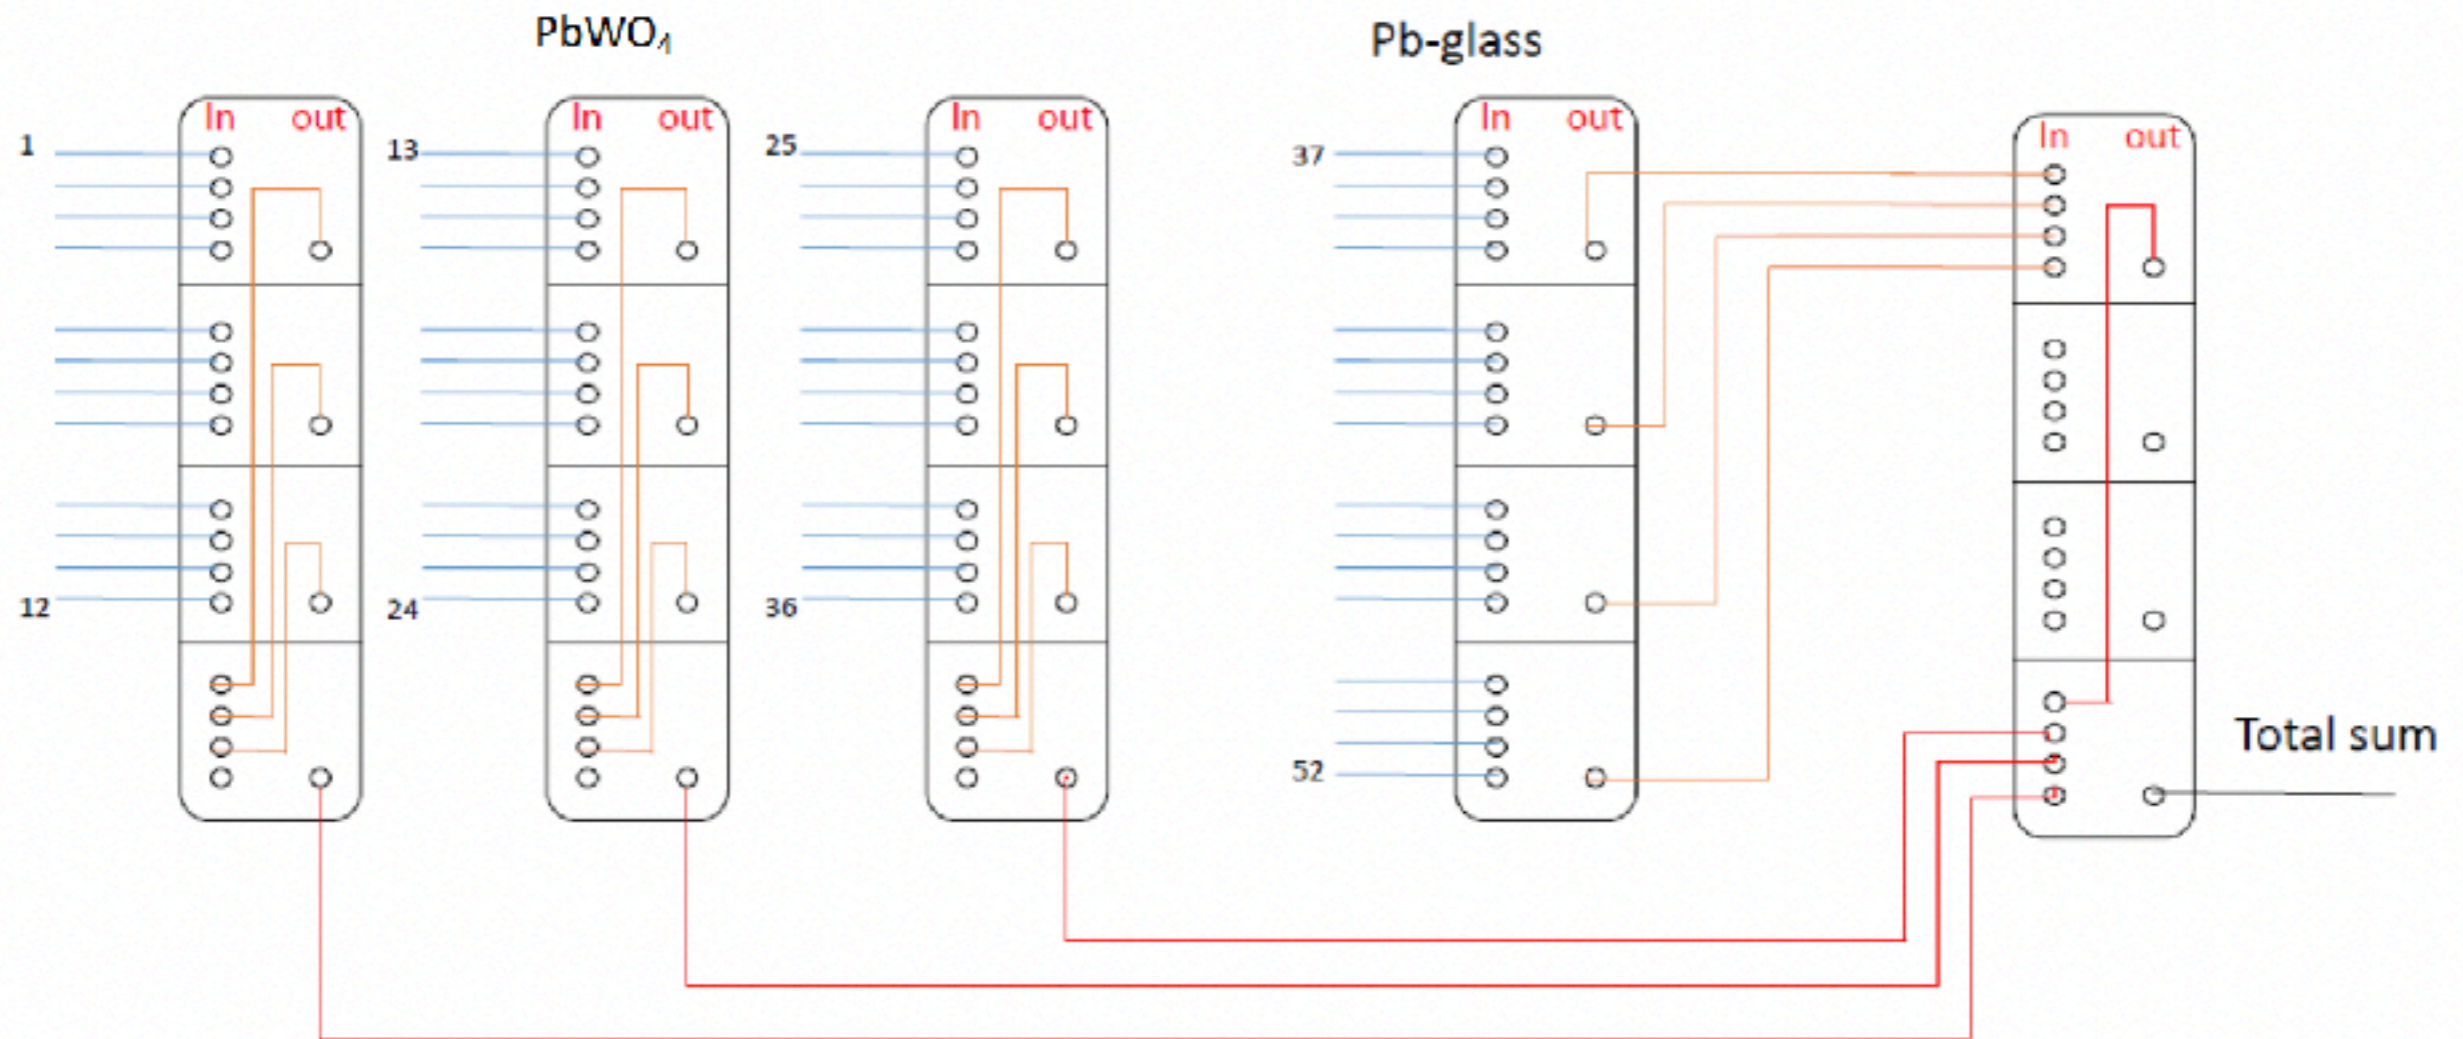 PbWO₄
Pb-glass
In out
In out
In out
In out
In out
1
13
25
37
12
24
36
52
Total sum